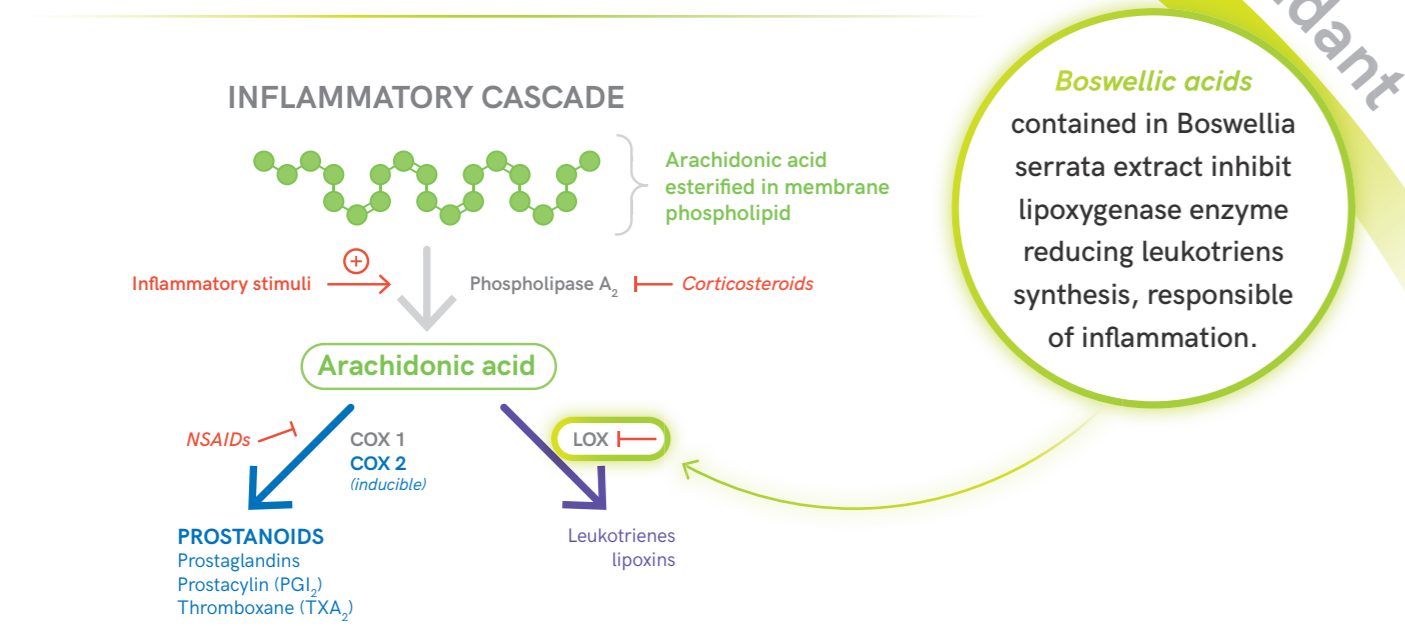 INFLAMMATORY CASCADE
Arachidonic acid
esterified in membrane
phospholipid
Inflammatory stimuli
+
Phospholipase A₂
Corticosteroids
Arachidonic acid
NSAIDs
COX 1
COX 2
(inducible)
LOX
PROSTANOIDS
Prostaglandins
Prostacylin (PGI₂)
Thromboxane (TXA₂)
Leukotrienes
lipoxins
Boswellic acids
contained in Boswellia
serrata extract inhibit
lipoxygenase enzyme
reducing leukotriens
synthesis, responsible
of inflammation.